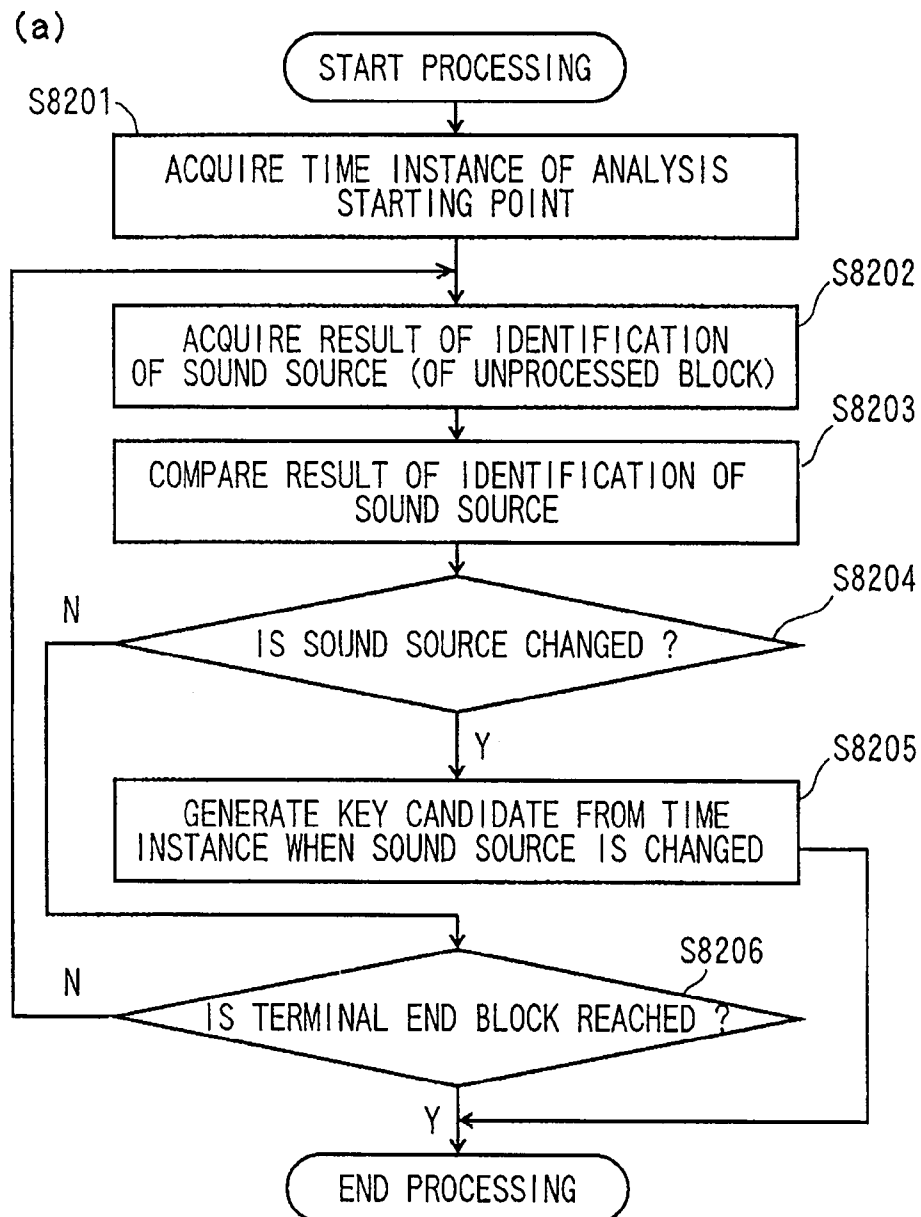 (a)
START PROCESSING
S8201
ACQUIRE TIME INSTANCE OF ANALYSIS
STARTING POINT
S8202
ACQUIRE RESULT OF IDENTIFICATION
OF SOUND SOURCE (OF UNPROCESSED BLOCK)
S8203
COMPARE RESULT OF IDENTIFICATION OF
SOUND SOURCE
S8204
N
IS SOUND SOURCE CHANGED ?
Y
S8205
GENERATE KEY CANDIDATE FROM TIME
INSTANCE WHEN SOUND SOURCE IS CHANGED
S8206
N
IS TERMINAL END BLOCK REACHED ?
Y
END PROCESSING